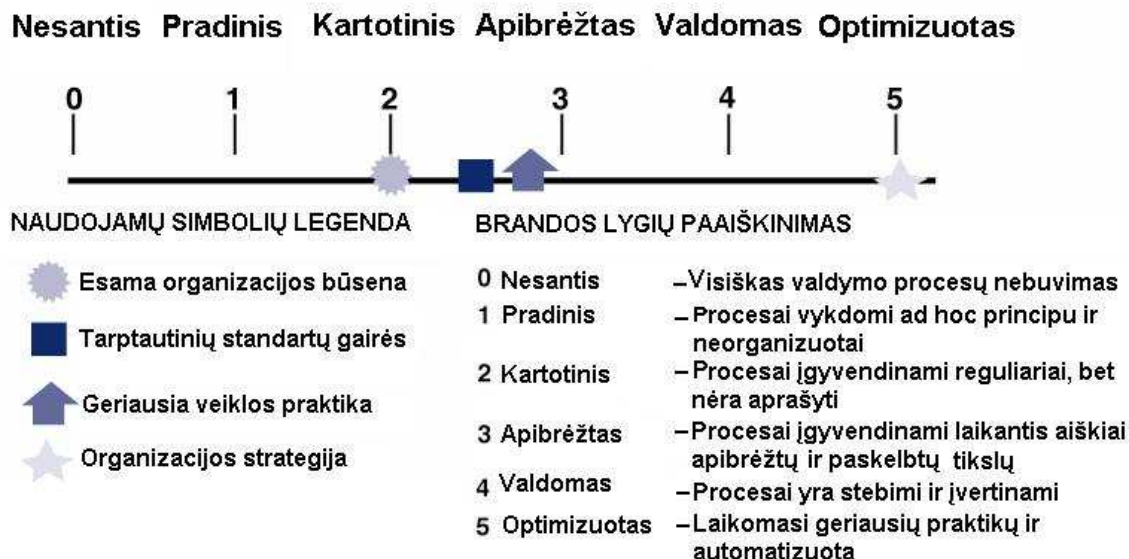 Nesantis Pradinis Kartotinis Apibrėžtas Valdomas Optimizuotas
0 1 2 3 4 5
NAUDOJAMŲ SIMBOLIŲ LEGENDA
Esama organizacijos būsena
Tarptautinių standartų gairės
Geriausia veiklos praktika
Organizacijos strategija
BRANDOS LYGIŲ PAAIŠKINIMAS
0 Nesantis –Visiškas valdymo procesų nebuvimas
1 Pradinis –Procesai vykdomi ad hoc principu ir
neorganizuotai
2 Kartotinis –Procesai įgyvendinami reguliariai, bet
nėra aprašyti
3 Apibrėžtas –Procesai įgyvendinami laikantis aiškiai
apibrėžtų ir paskelbtų tikslų
4 Valdomas –Procesai yra stebimi ir įvertinami
5 Optimizuotas –Laikomasi geriausių praktikų ir
automatizuota